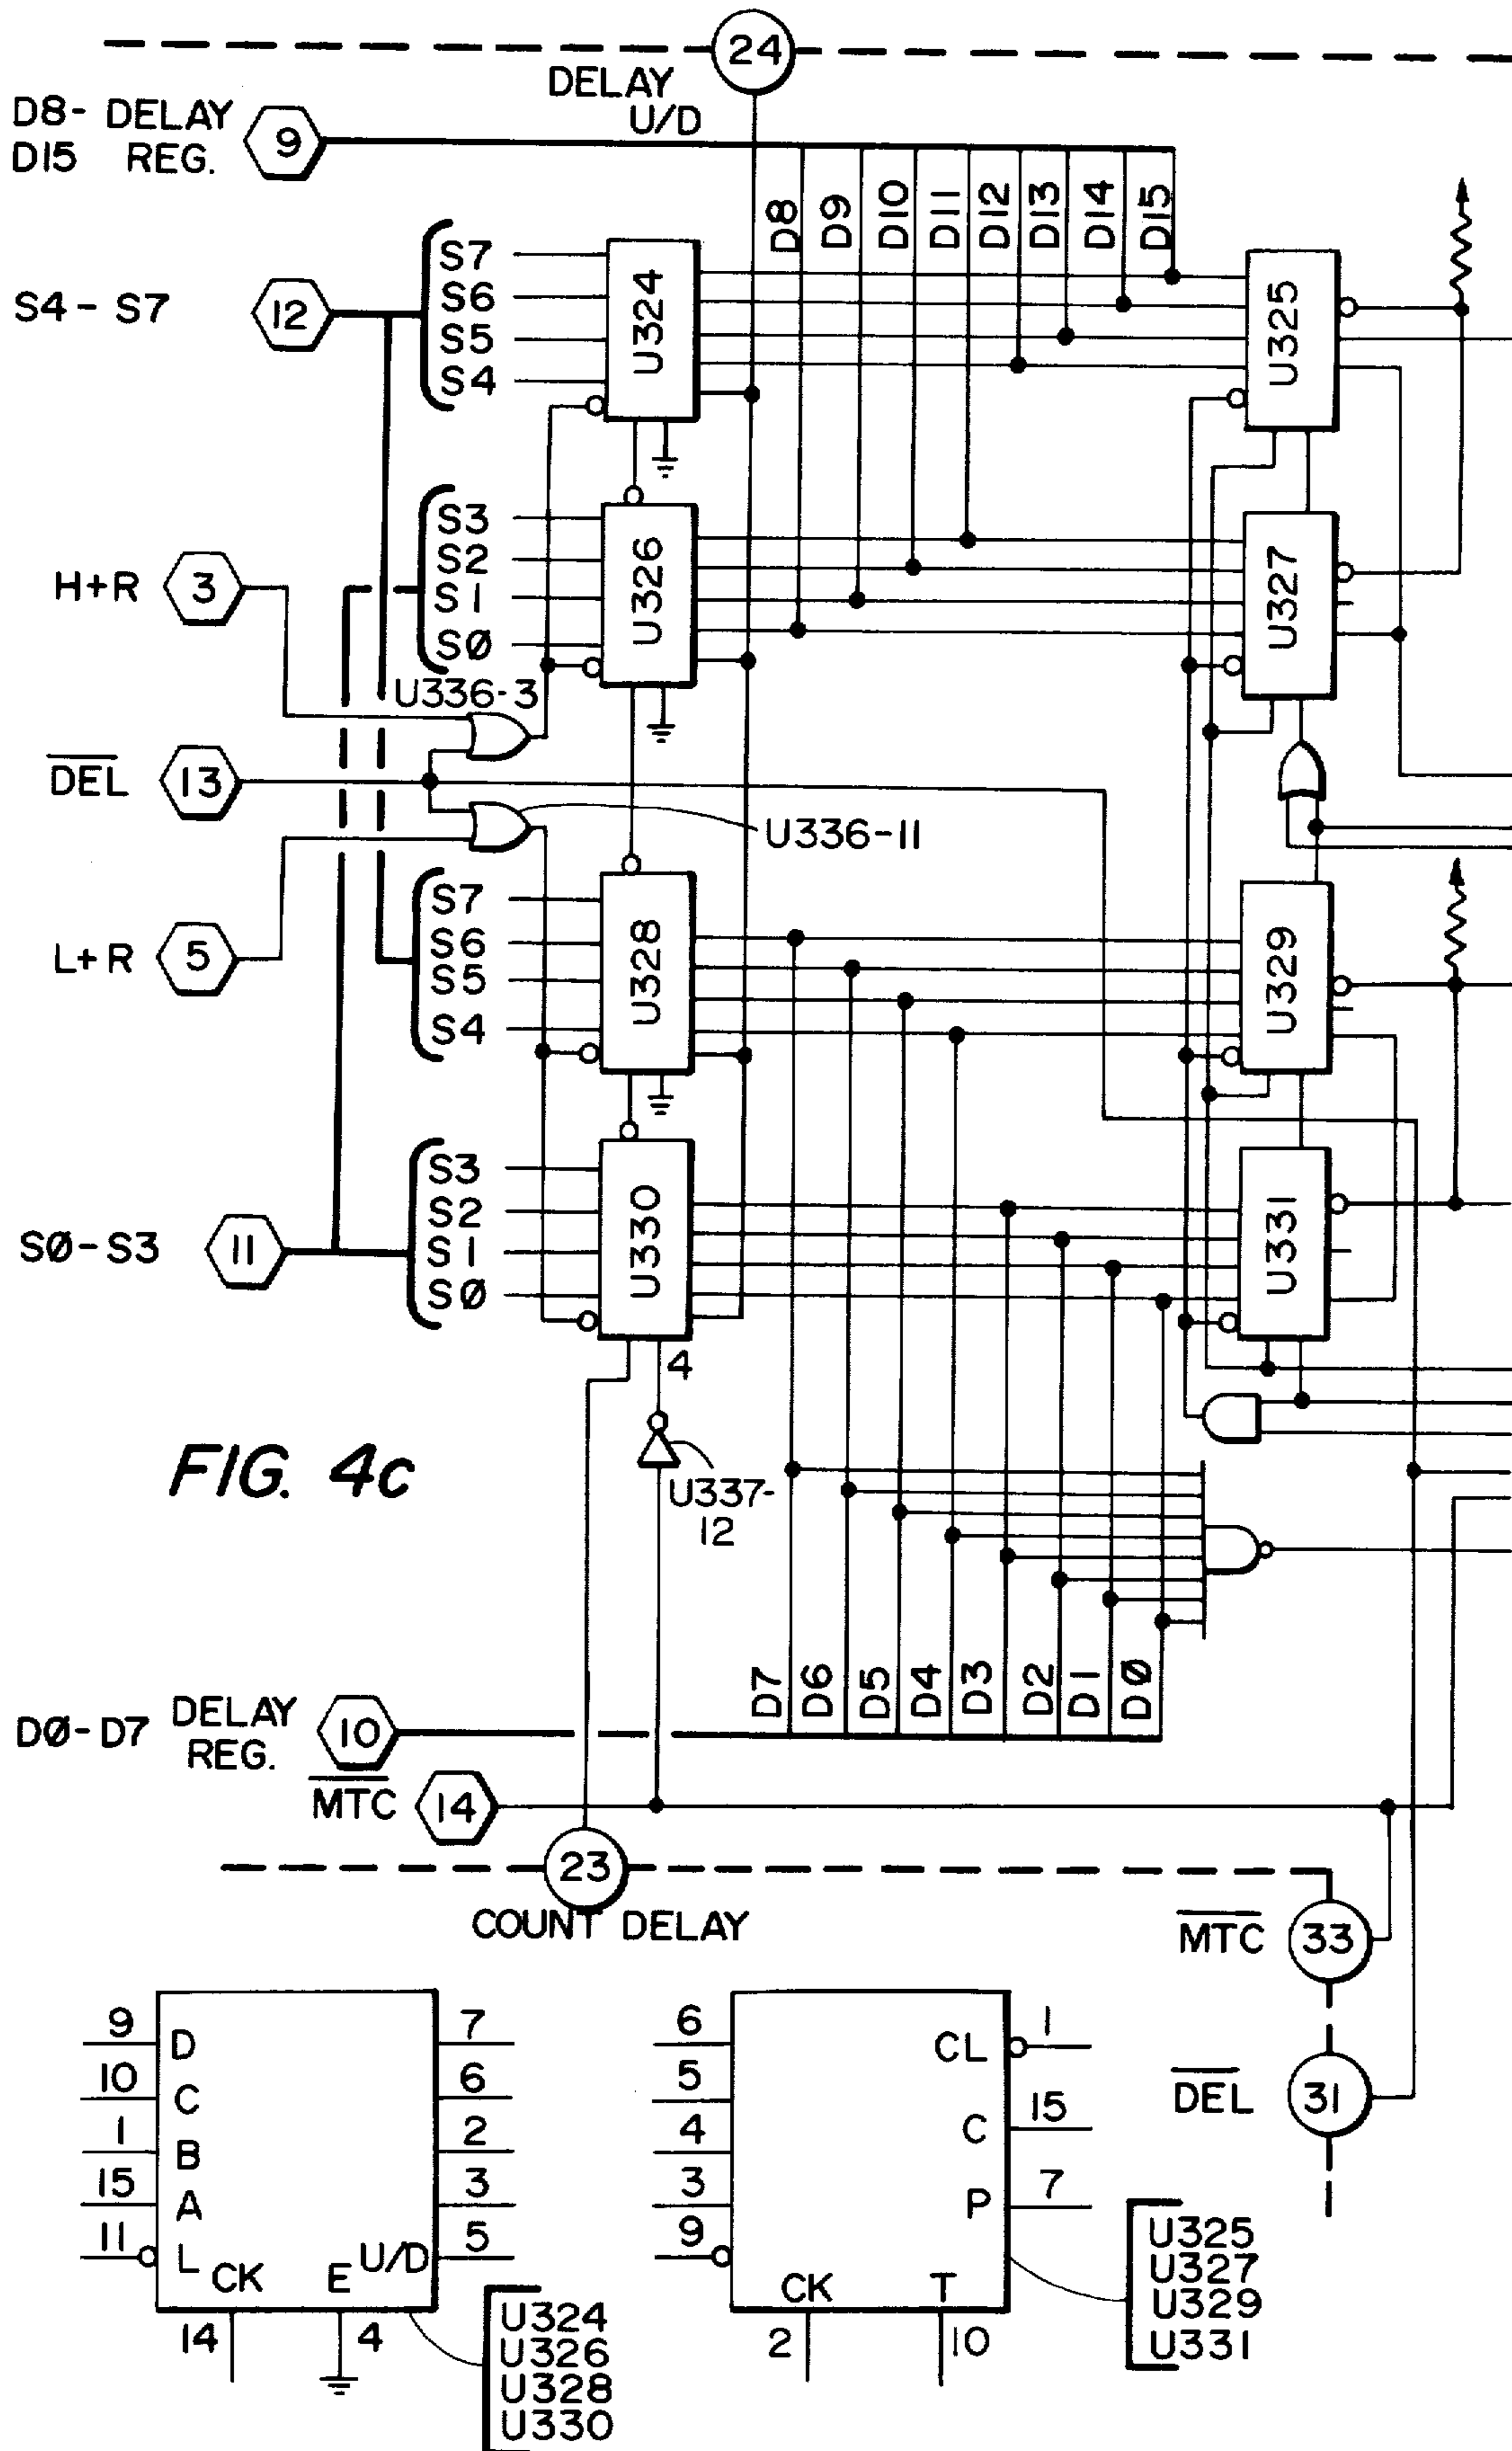 24
DELAY
U/D
D8- DELAY
D15 REG.
9
D8
D9
D10
D11
D12
D13
D14
D15
S4 - S7
12
S7
S6
S5
S4
U324
U325
H+R
3
S3
S2
S1
SØ
U326
U327
U336-3
DEL
13
U336-11
L+R
5
S7
S6
S5
S4
U328
U329
SØ-S3
11
S3
S2
S1
SØ
U330
U331
4
FIG. 4c
U337-
12
D7
D6
D5
D4
D3
D2
D1
DØ
DØ-D7
DELAY
REG.
10
MTC
14
23
COUNT DELAY
MTC
33
DEL
31
9
D
7
10
C
6
1
B
2
15
A
3
11
L
CK
E
U/D
5
14
4
U324
U326
U328
U330
6
CL
1
5
4
C
15
3
P
7
9
CK
T
2
10
U325
U327
U329
U331